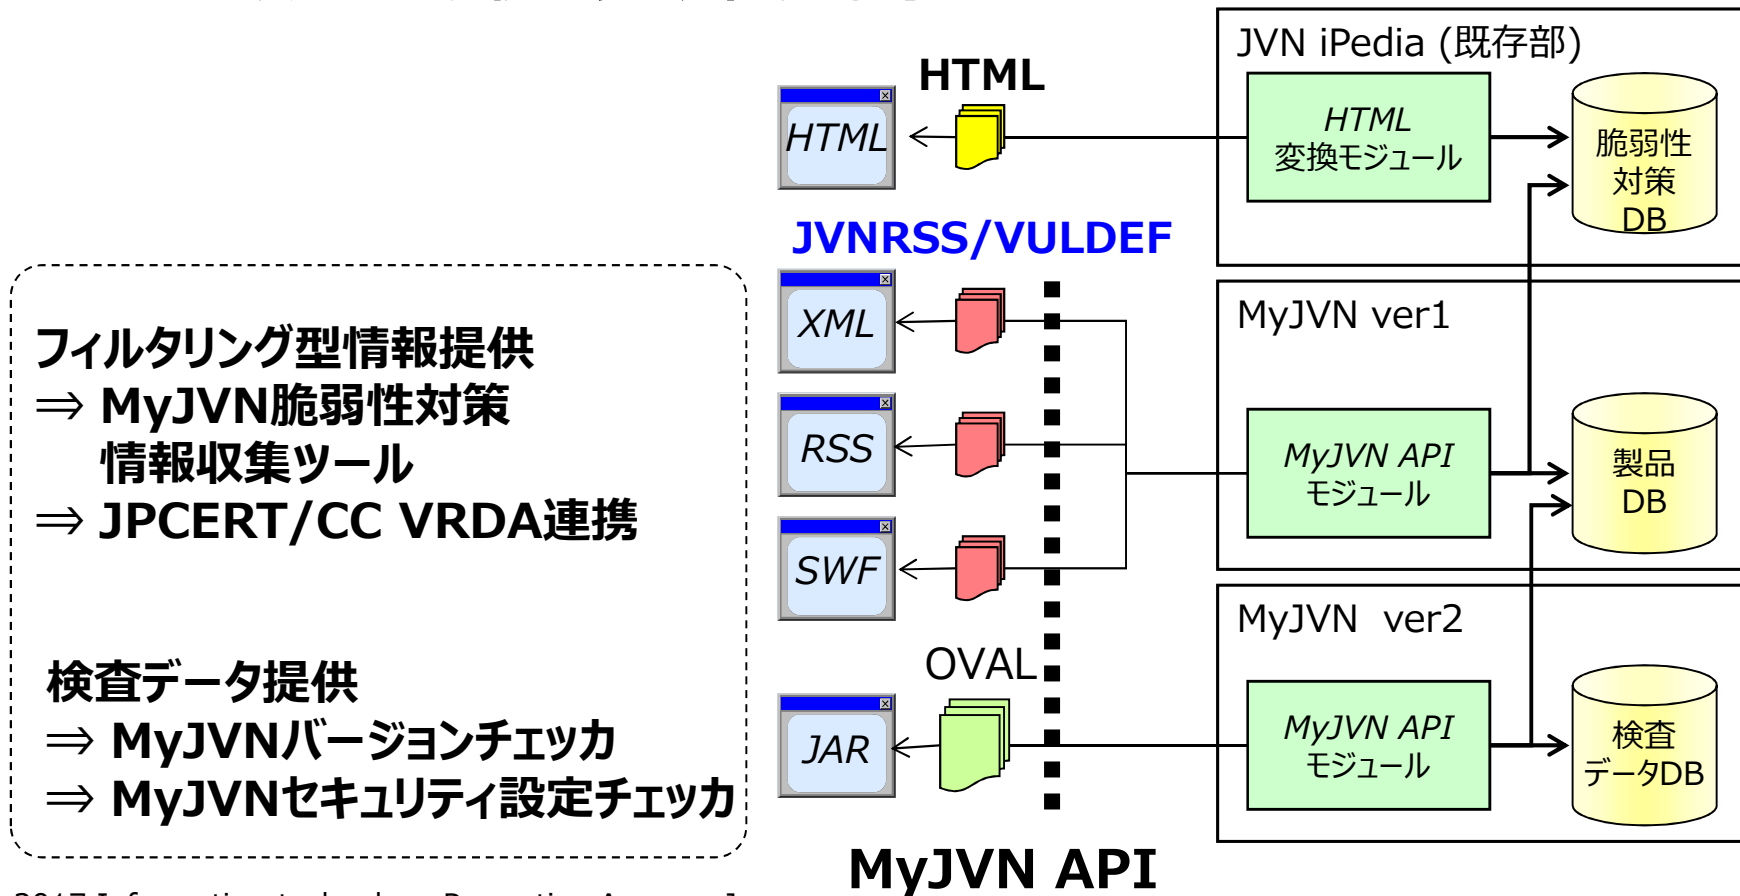 JVN iPedia (既存部)
HTML
HTML
HTML
変換モジュール
脆弱性
対策
DB
JVNRSS/VULDEF
フィルタリング型情報提供
⇒ MyJVN脆弱性対策
情報収集ツール
⇒ JPCERT/CC VRDA連携
検査データ提供
⇒ MyJVNバージョンチェッカ
⇒ MyJVNセキュリティ設定チェッカ
XML
RSS
SWF
MyJVN ver1
MyJVN API
モジュール
製品
DB
OVAL
JAR
MyJVN ver2
MyJVN API
モジュール
検査
データDB
MyJVN API